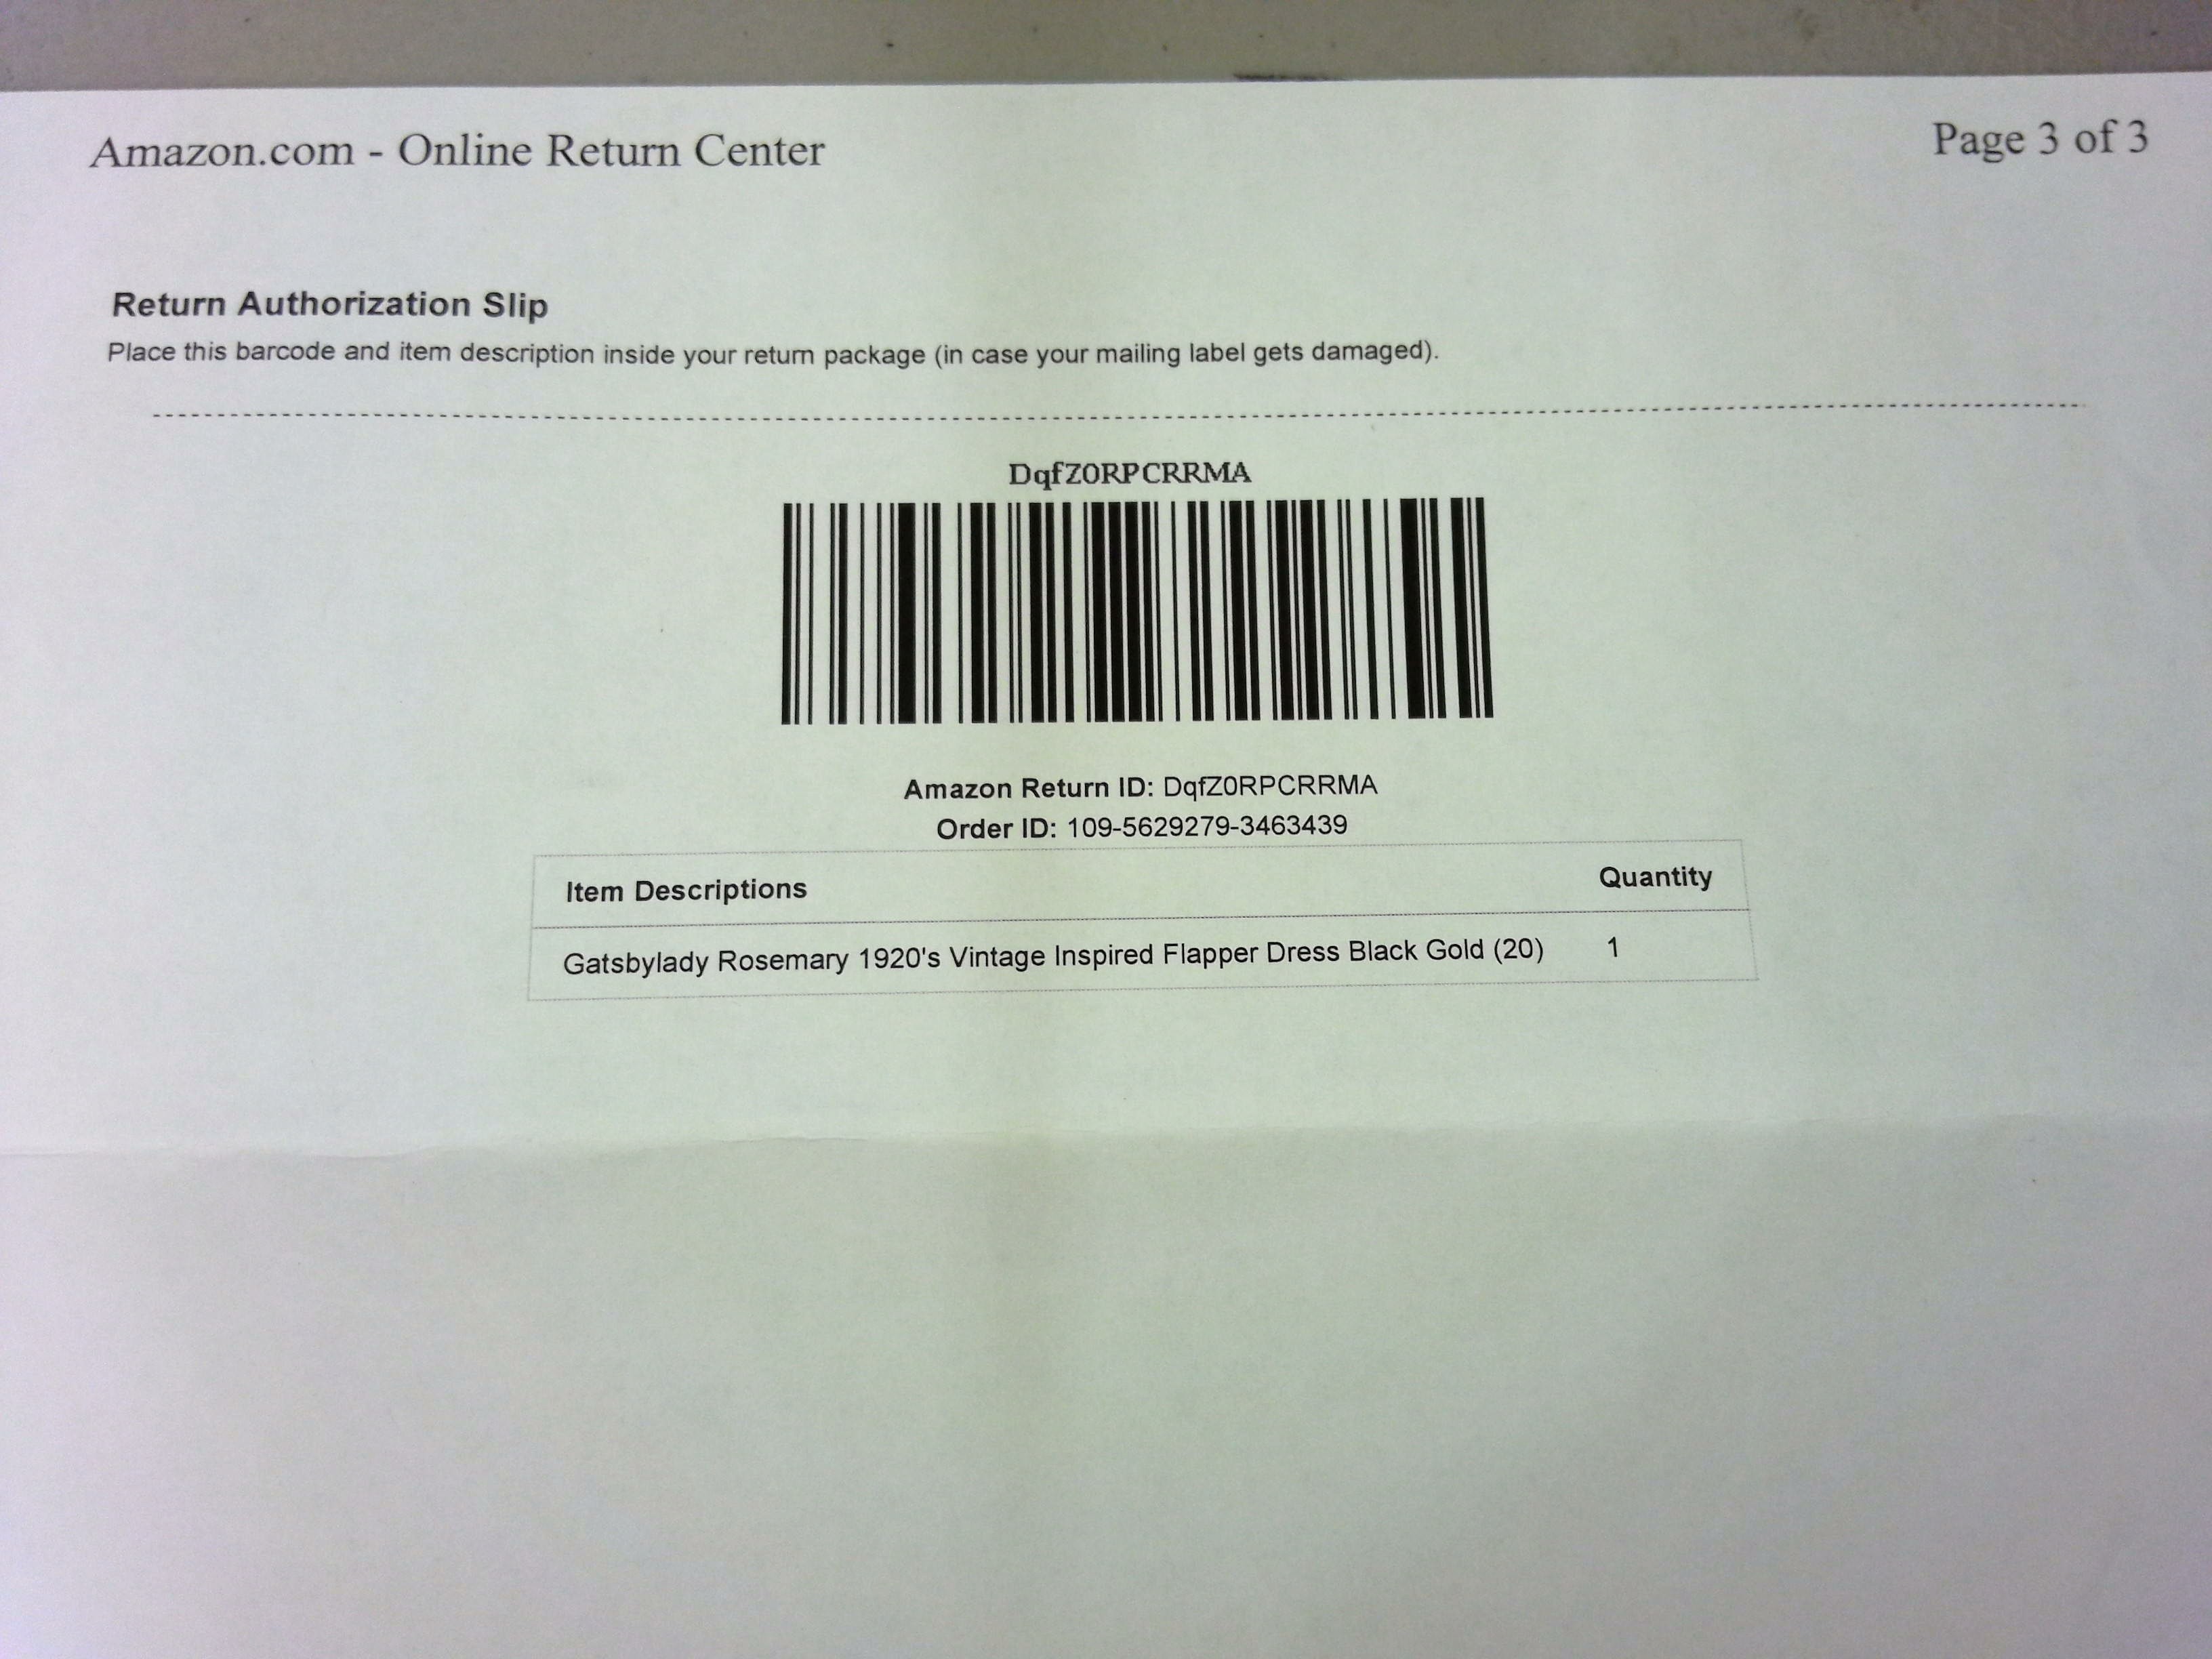 Amazon.com - Online Return Center
Page 3 of 3
Return Authorization Slip
Place this barcode and item description inside your return package (in case your mailing label gets damaged).
DqfZ0RPCRRMA
Amazon Return ID: DqfZ0RPCRRMA
Order ID: 109-5629279-3463439
Item Descriptions Quantity
Gatsbylady Rosemary 1920's Vintage Inspired Flapper Dress Black Gold (20) 1